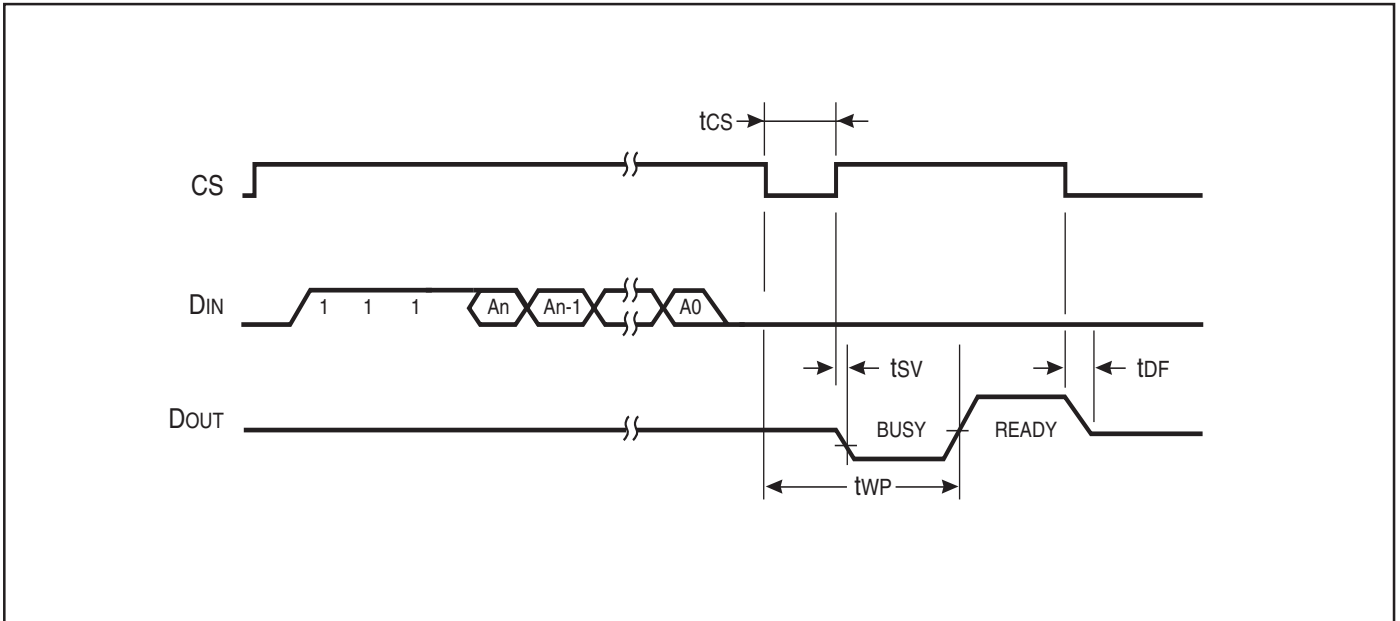 tCS
CS
DIN
1 1 1 An An-1 A0
tSV
tDF
DOUT
BUSY
READY
tWP